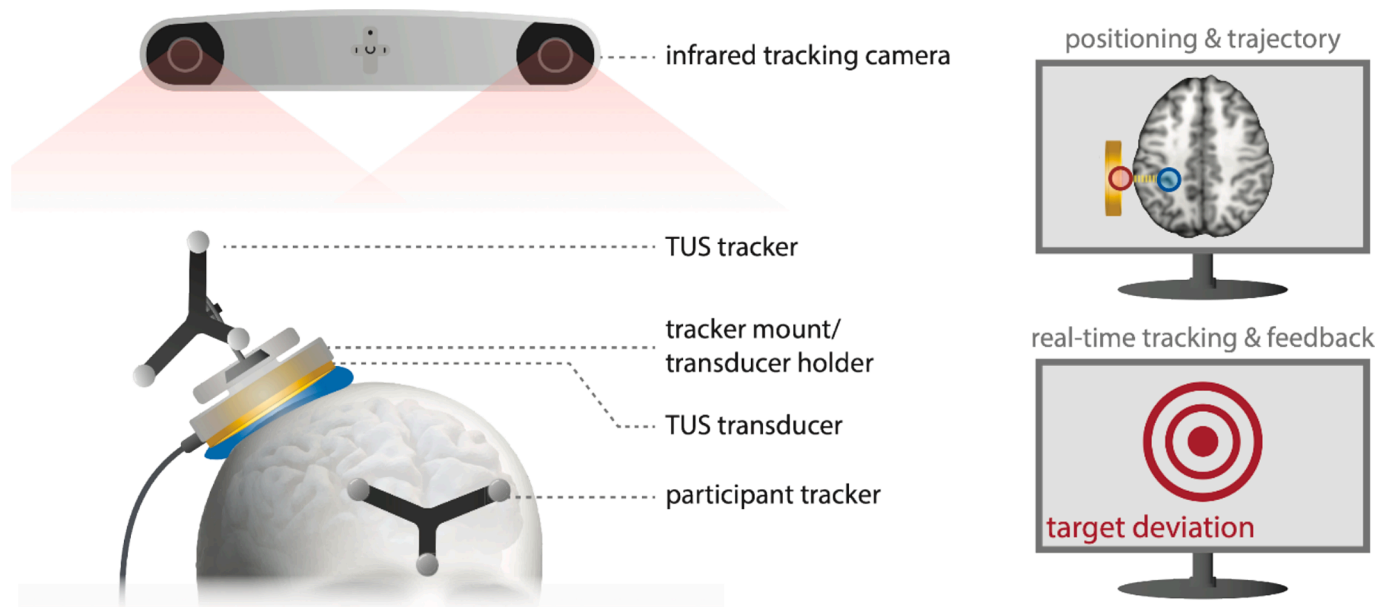 infrared tracking camera
TUS tracker
tracker mount/
transducer holder
TUS transducer
participant tracker
positioning & trajectory
real-time tracking & feedback
target deviation